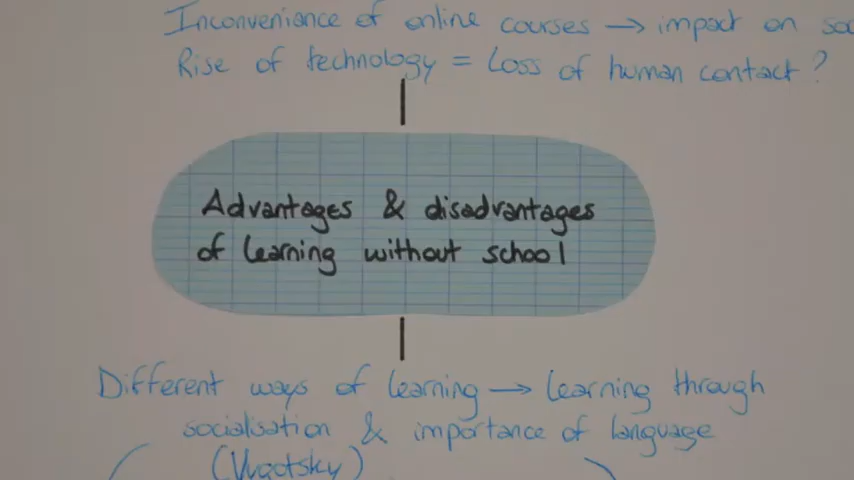 Inconveniance of online courses → impact on
Rise of technology = Loss of human contact?
Advantages & disadvantages
of learning without school
Different ways of learning → learning through
socialisation & importance of language
(Vygotsky)